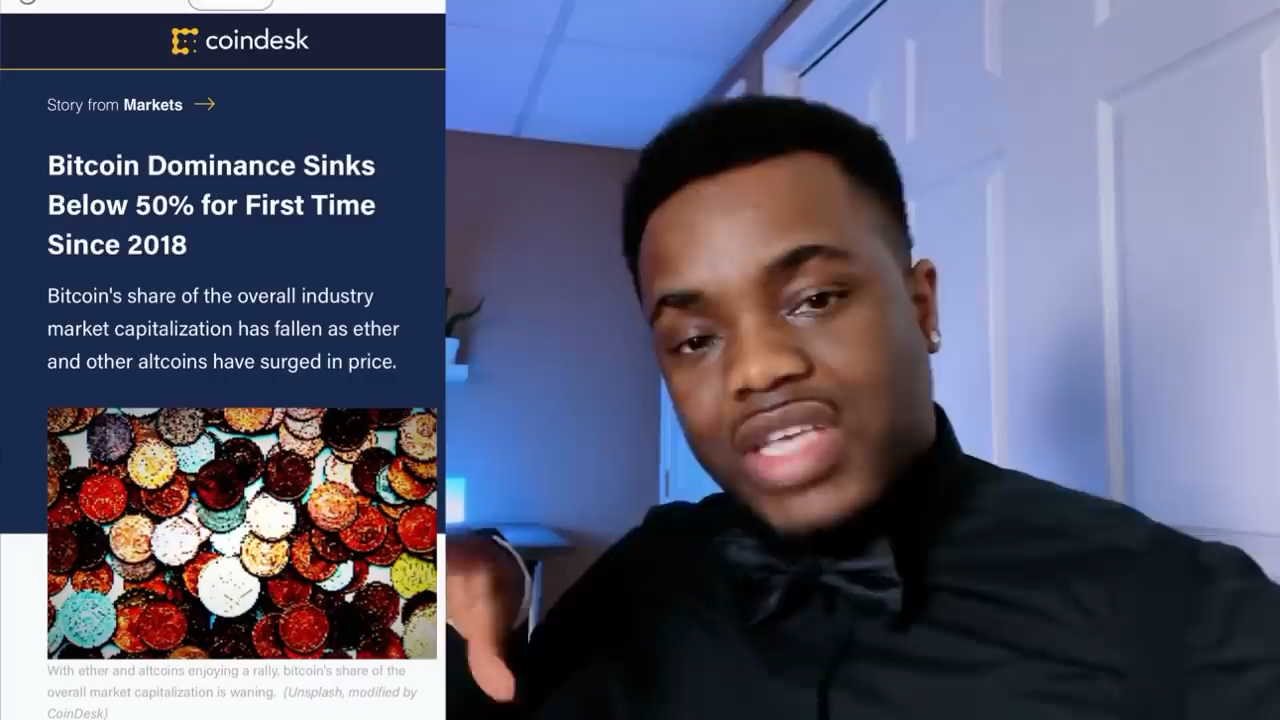 coindesk
Story from Markets →
Bitcoin Dominance Sinks
Below 50% for First Time
Since 2018
Bitcoin's share of the overall industry
market capitalization has fallen as ether
and other altcoins have surged in price.
With ether and altcoins enjoying a rally, bitcoin's share of the
overall market capitalization is waning. (Unsplash, modified by
CoinDesk)